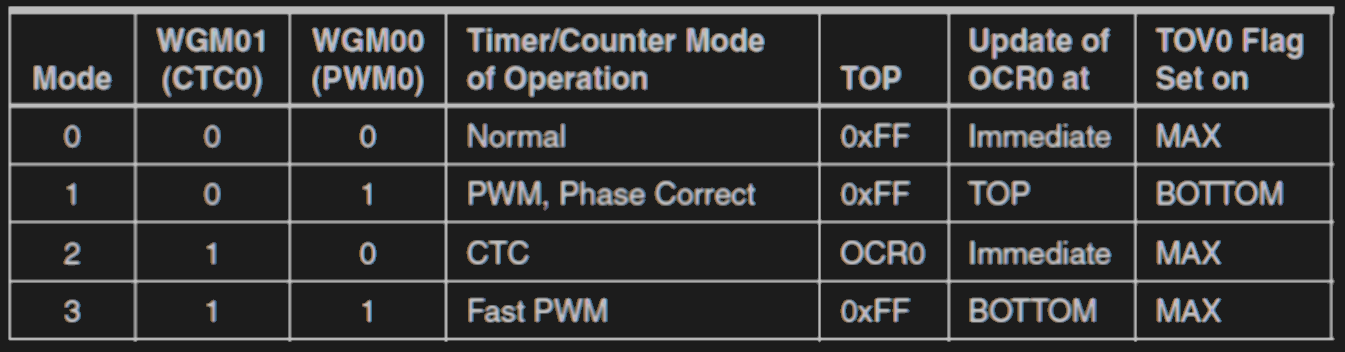 Mode WGM01 (CTC0) WGM00 (PWM0) Timer/Counter Mode of Operation TOP Update of OCR0 at TOV0 Flag Set on
0 0 0 Normal 0xFF Immediate MAX
1 0 1 PWM, Phase Correct 0xFF TOP BOTTOM
2 1 0 CTC OCR0 Immediate MAX
3 1 1 Fast PWM 0xFF BOTTOM MAX